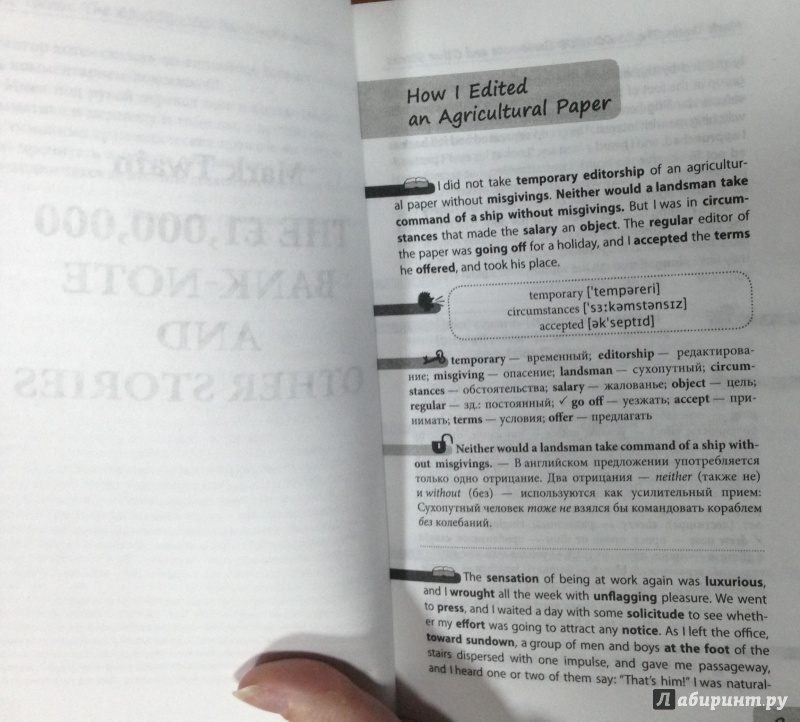 Mark Twain
THE £1,000,000
BANK-NOTE
AND
OTHER STORIES
How I Edited
an Agricultural Paper
I did not take temporary editorship of an agricultur-
al paper without misgivings. Neither would a landsman take
command of a ship without misgivings. But I was in circum-
stances that made the salary an object. The regular editor of
the paper was going off for a holiday, and I accepted the terms
he offered, and took his place.
temporary [ˈtempəreri]
circumstances [ˈsɜːkəmstənsɪz]
accepted [əkˈseptɪd]
temporary — временный; editorship — редактирова-
ние; misgiving — опасение; landsman — сухопутный; circum-
stances — обстоятельства; salary — жалованье; object — цель;
regular — зд.: постоянный; ✓ go off — уезжать; accept — при-
нимать; terms — условия; offer — предлагать
Neither would a landsman take command of a ship with-
out misgivings. — В английском предложении употребляется
только одно отрицание. Два отрицания — neither (также не)
и without (без) — используются как усилительный прием:
Сухопутный человек тоже не взялся бы командовать кораблем
без колебаний.
The sensation of being at work again was luxurious,
and I wrought all the week with unflagging pleasure. We went
to press, and I waited a day with some solicitude to see wheth-
er my effort was going to attract any notice. As I left the office,
toward sundown, a group of men and boys at the foot of the
stairs dispersed with one impulse, and gave me passageway,
and I heard one or two of them say: "That's him!" I was natural-
Лабиринт.ру